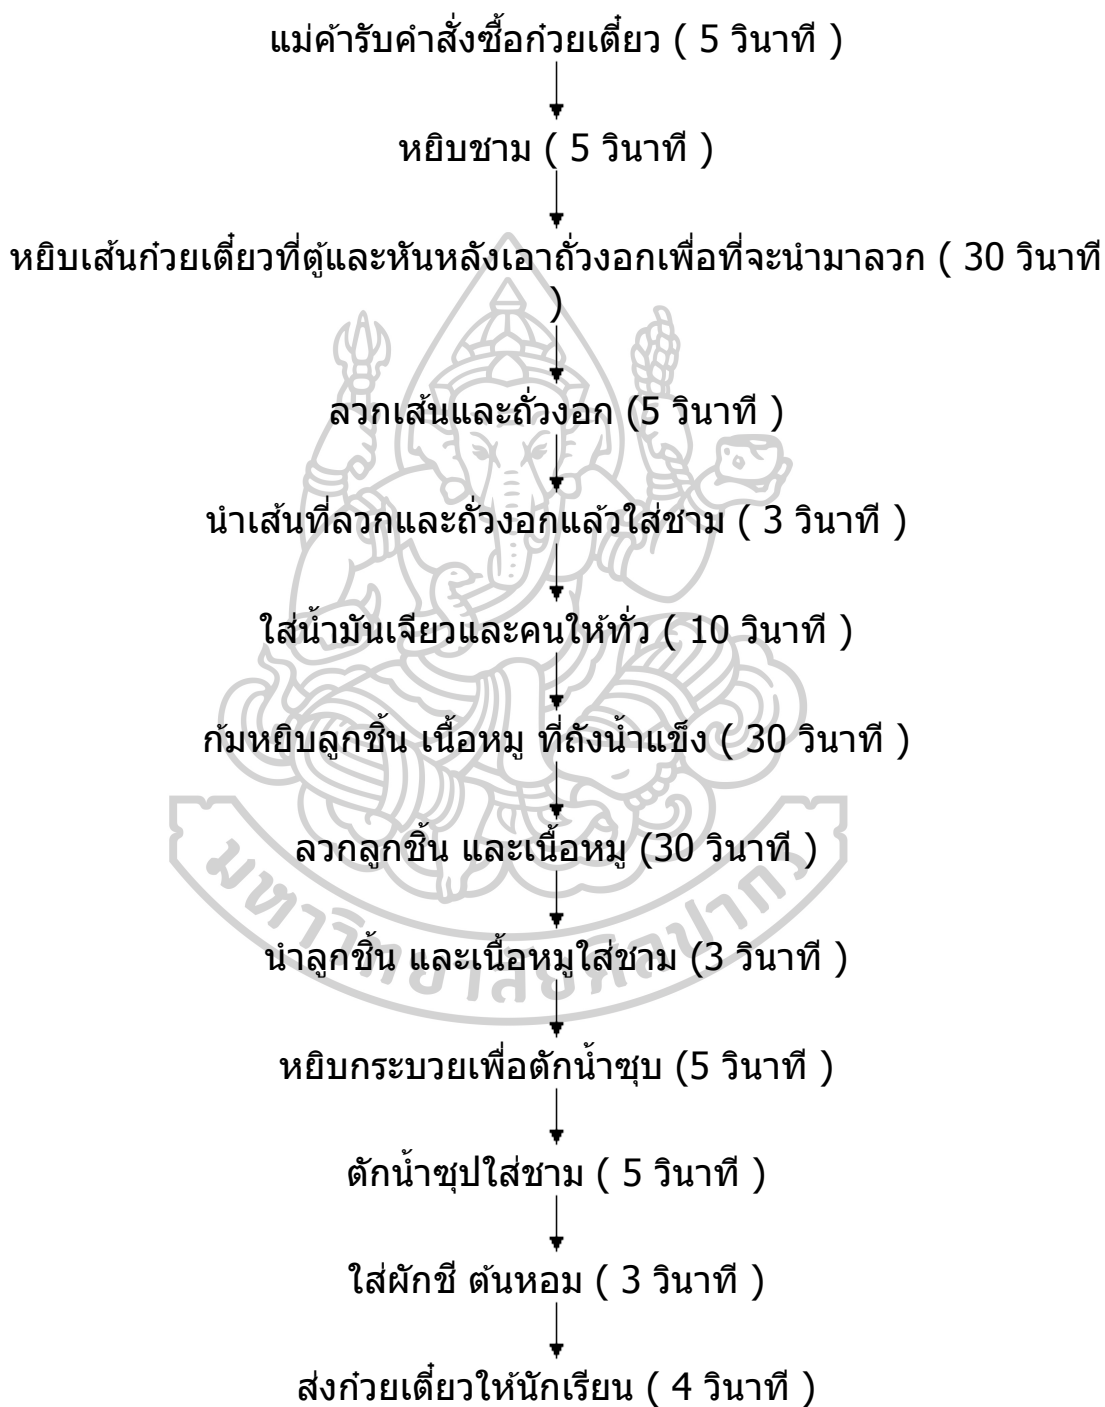 แม่ค้ารับคำสั่งซื้อก๋วยเตี๋ยว ( 5 วินาที )
หยิบชาม ( 5 วินาที )
หยิบเส้นก๋วยเตี๋ยวที่ตู้และหันหลังเอาถั่วงอกเพื่อที่จะนำมาลวก ( 30 วินาที
)
ลวกเส้นและถั่วงอก (5 วินาที )
นำเส้นที่ลวกและถั่วงอกแล้วใส่ชาม ( 3 วินาที )
ใส่น้ำมันเจียวและคนให้ทั่ว ( 10 วินาที )
ก้มหยิบลูกชิ้น เนื้อหมู ที่ถังน้ำแข็ง ( 30 วินาที )
ลวกลูกชิ้น และเนื้อหมู (30 วินาที )
นำลูกชิ้น และเนื้อหมูใส่ชาม (3 วินาที )
มหาวิทยาลัยศิลปากร
หยิบกระบวยเพื่อตักน้ำซุบ (5 วินาที )
ตักน้ำซุปใส่ชาม ( 5 วินาที )
ใส่ผักชี ต้นหอม ( 3 วินาที )
ส่งก๋วยเตี๋ยวให้นักเรียน ( 4 วินาที )